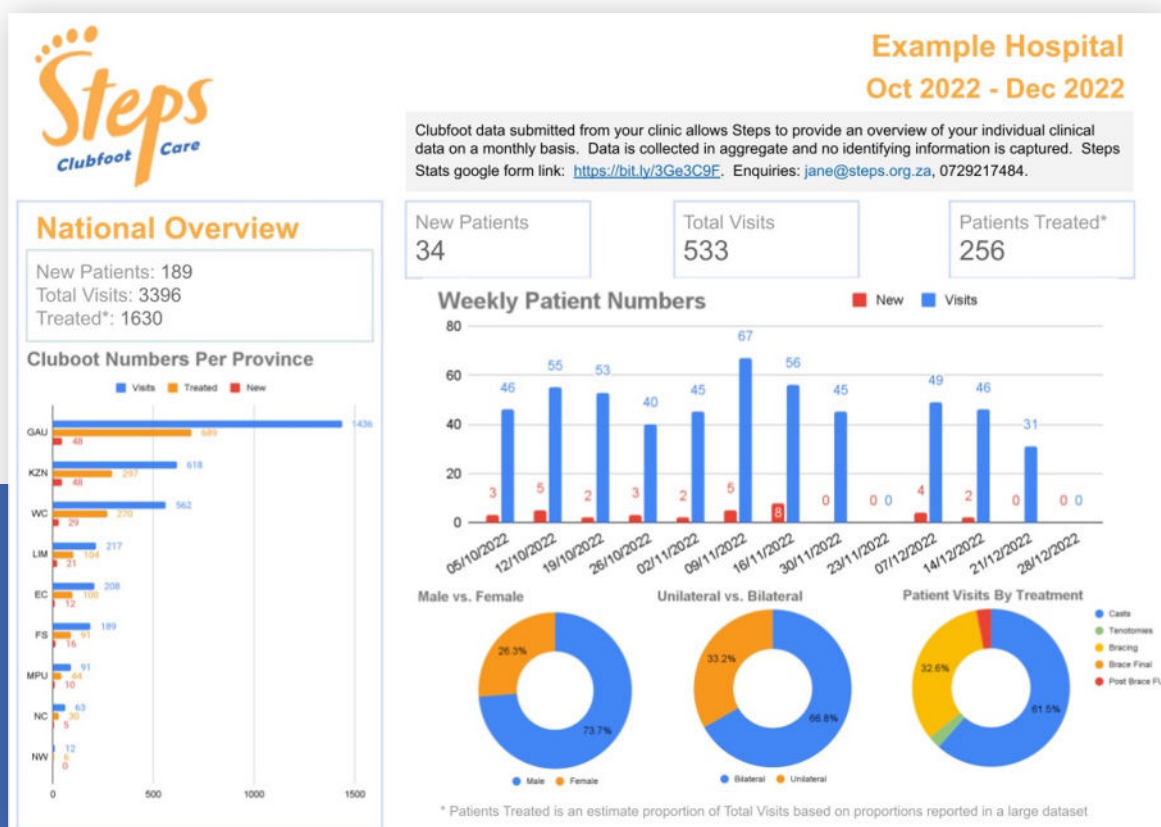 Steps
Clubfoot Care
Example Hospital
Oct 2022 - Dec 2022
Clubfoot data submitted from your clinic allows Steps to provide an overview of your individual clinical
data on a monthly basis. Data is collected in aggregate and no identifying information is captured. Steps
Stats google form link: https://bit.ly/3Ge3C9F. Enquiries: jane@steps.org.za, 0729217484.
National Overview
New Patients: 189
Total Visits: 3396
Treated*: 1630
Cluboot Numbers Per Province
Visits Treated New
GAU 1436 689 48
KZN 618 297 48
WC 562 270 29
LIM 217 104 21
EC 208 100 12
FS 189 91 16
MPU 91 44 10
NC 63 30 5
NW 12 6 0
0 500 1000 1500
New Patients
34
Total Visits
533
Patients Treated*
256
Weekly Patient Numbers
New Visits
80
60
40
20
0
3 46 5 55 2 53 3 40 2 45 5 67 8 56 0 45 0 0 4 49 2 46 0 31 0 0
05/10/2022 12/10/2022 19/10/2022 26/10/2022 02/11/2022 09/11/2022 16/11/2022 30/11/2022 23/11/2022 07/12/2022 14/12/2022 21/12/2022 28/12/2022
Male vs. Female
26.3%
73.7%
Male Female
Unilateral vs. Bilateral
33.2%
66.8%
Bilateral Unilateral
Patient Visits By Treatment
32.6%
61.5%
Casts
Tenotomies
Bracing
Brace Final
Post Brace FU
* Patients Treated is an estimate proportion of Total Visits based on proportions reported in a large dataset